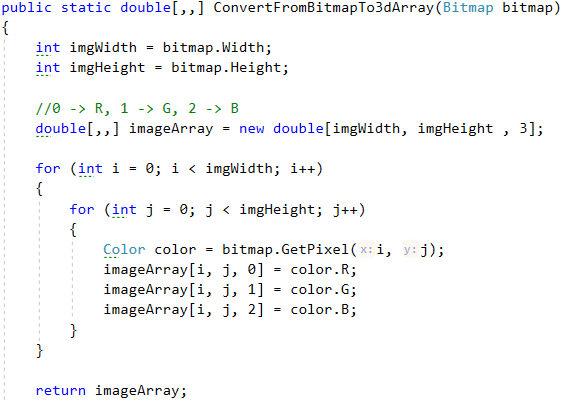 public static double[,,] ConvertFromBitmapTo3dArray(Bitmap bitmap)
{
    int imgWidth = bitmap.Width;
    int imgHeight = bitmap.Height;

    //0 -> R, 1 -> G, 2 -> B
    double[,,] imageArray = new double[imgWidth, imgHeight , 3];

    for (int i = 0; i < imgWidth; i++)
    {
        for (int j = 0; j < imgHeight; j++)
        {
            Color color = bitmap.GetPixel(x: i, y: j);
            imageArray[i, j, 0] = color.R;
            imageArray[i, j, 1] = color.G;
            imageArray[i, j, 2] = color.B;
        }
    }

    return imageArray;